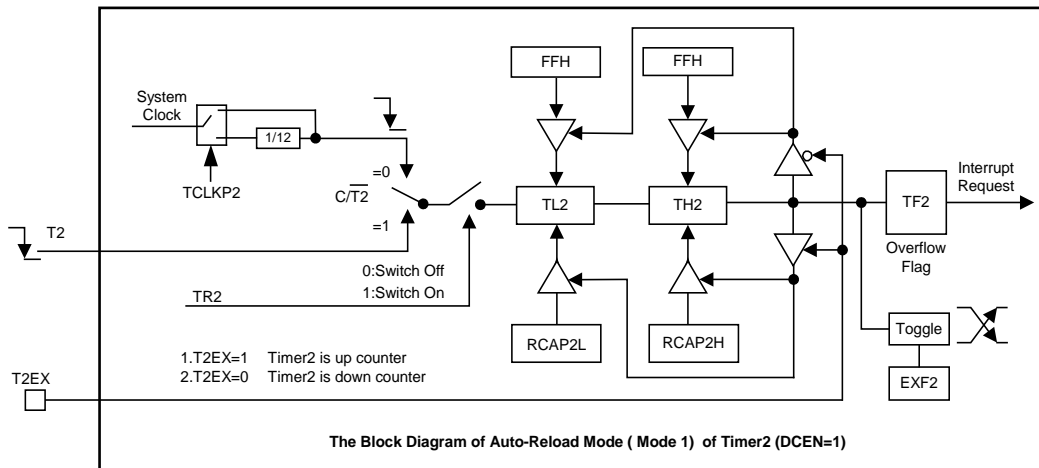 FFH
FFH
System
Clock
1/12
TCLKP2
=0
C/T2
=1
TL2
TH2
TF2
Interrupt
Request
Overflow
Flag
T2
0:Switch Off
1:Switch On
TR2
RCAP2L
RCAP2H
Toggle
EXF2
1.T2EX=1 Timer2 is up counter
2.T2EX=0 Timer2 is down counter
T2EX
The Block Diagram of Auto-Reload Mode ( Mode 1) of Timer2 (DCEN=1)